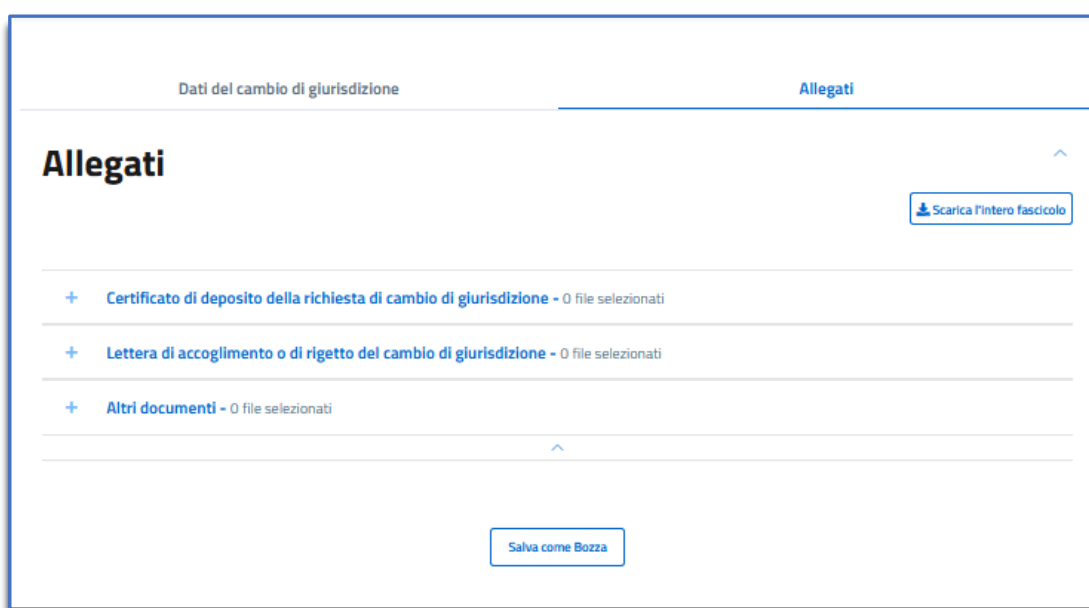 Dati del cambio di giurisdizione
Allegati
Allegati
Scarica l'intero fascicolo
+ Certificato di deposito della richiesta di cambio di giurisdizione - 0 file selezionati
+ Lettera di accoglimento o di rigetto del cambio di giurisdizione - 0 file selezionati
+ Altri documenti - 0 file selezionati
Salva come Bozza